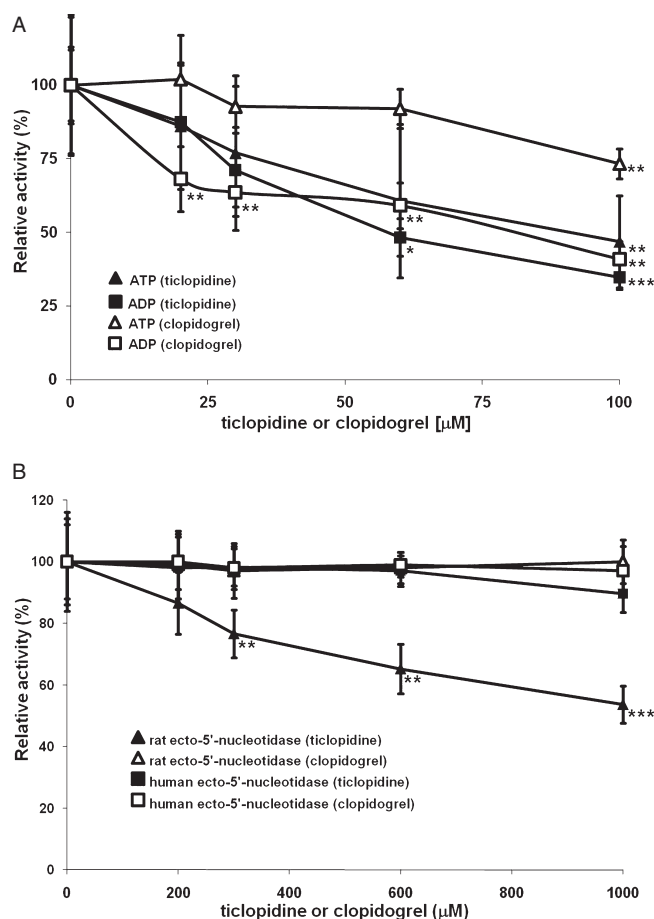 A
Relative activity (%)
100
75
50
25
0
**
**
**
*
**
**
**
***
ATP (ticlopidine)
ADP (ticlopidine)
ATP (clopidogrel)
ADP (clopidogrel)
0 25 50 75 100
ticlopidine or clopidogrel [μM]
B
Relative activity (%)
120
100
80
60
40
20
0
**
**
***
rat ecto-5'-nucleotidase (ticlopidine)
rat ecto-5'-nucleotidase (clopidogrel)
human ecto-5'-nucleotidase (ticlopidine)
human ecto-5'-nucleotidase (clopidogrel)
0 200 400 600 800 1000
ticlopidine or clopidogrel (μM)